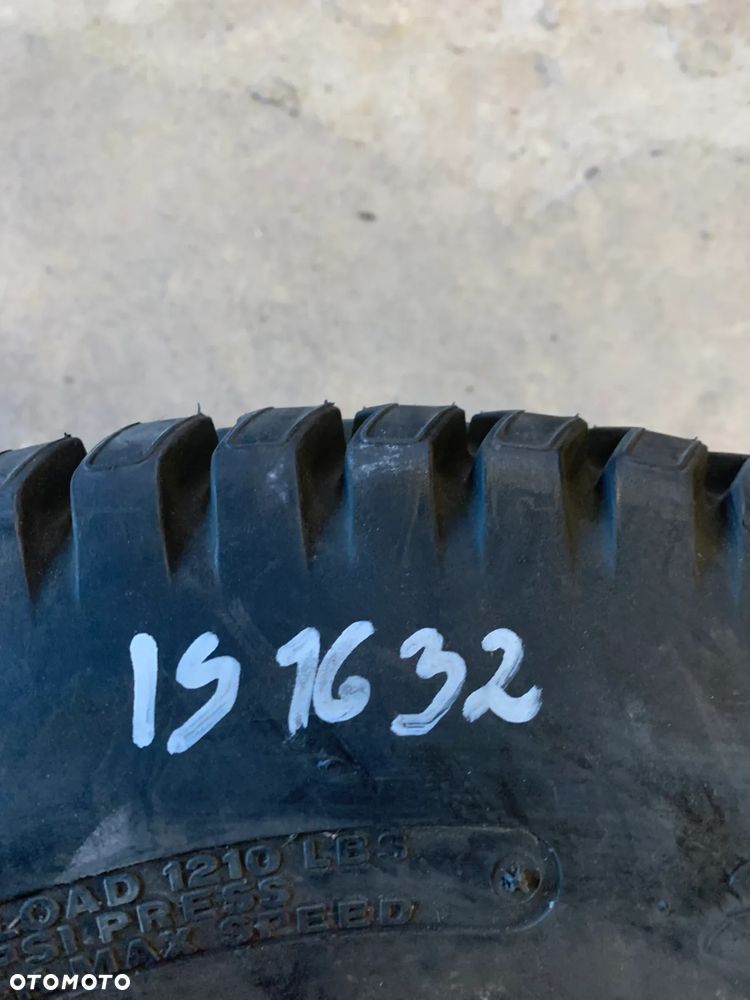 IS 1632
LOAD 1210 LBS
PSI PRESS
MAX SPEED
OTOMOTO